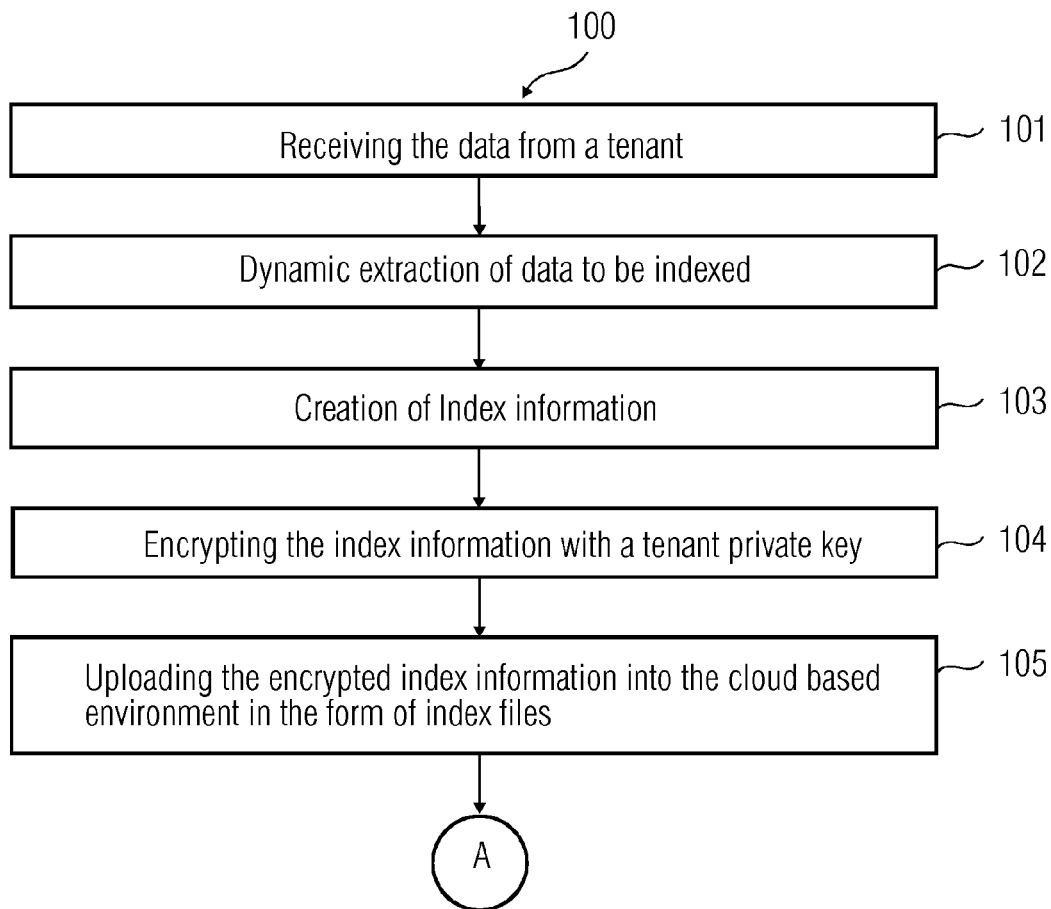 100
Receiving the data from a tenant
101
Dynamic extraction of data to be indexed
102
Creation of Index information
103
Encrypting the index information with a tenant private key
104
Uploading the encrypted index information into the cloud based
environment in the form of index files
105
A